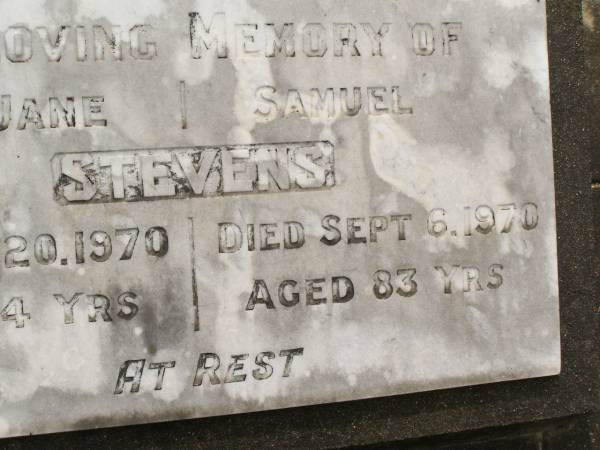 OVING MEMORY OF
JANE | SAMUEL
STEVENS
20.1970 | DIED SEPT 6.1970
4 YRS | AGED 83 YRS
AT REST